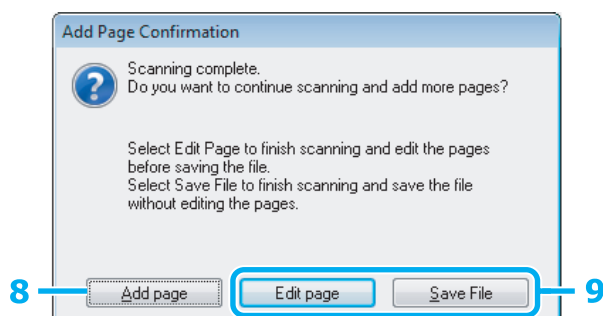 Add Page Confirmation
Scanning complete.
Do you want to continue scanning and add more pages?
Select Edit Page to finish scanning and edit the pages
before saving the file.
Select Save File to finish scanning and save the file
without editing the pages.
8 Add page Edit page Save File 9